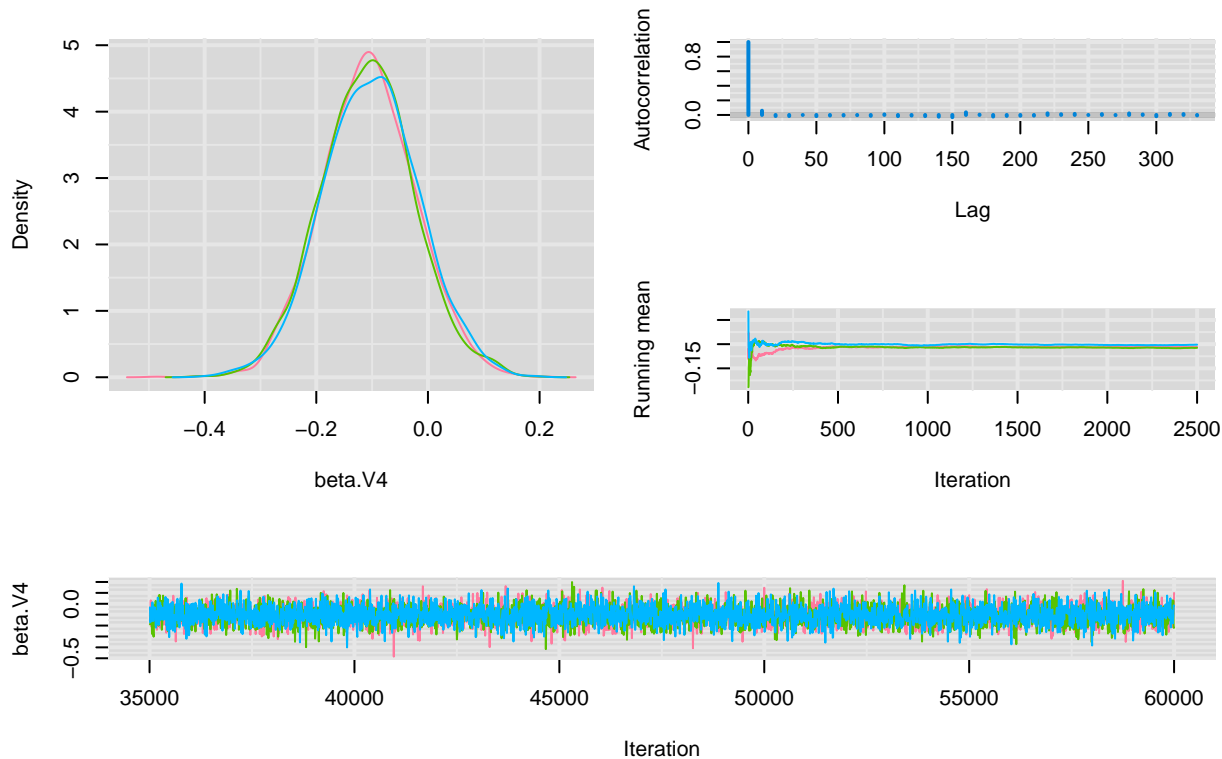 Density
0 1 2 3 4 5
−0.4 −0.2 0.0 0.2
beta.V4
Autocorrelation
0.0 0.8
0 50 100 150 200 250 300
Lag
Running mean
−0.15
0 500 1000 1500 2000 2500
Iteration
beta.V4
−0.5 0.0
35000 40000 45000 50000 55000 60000
Iteration